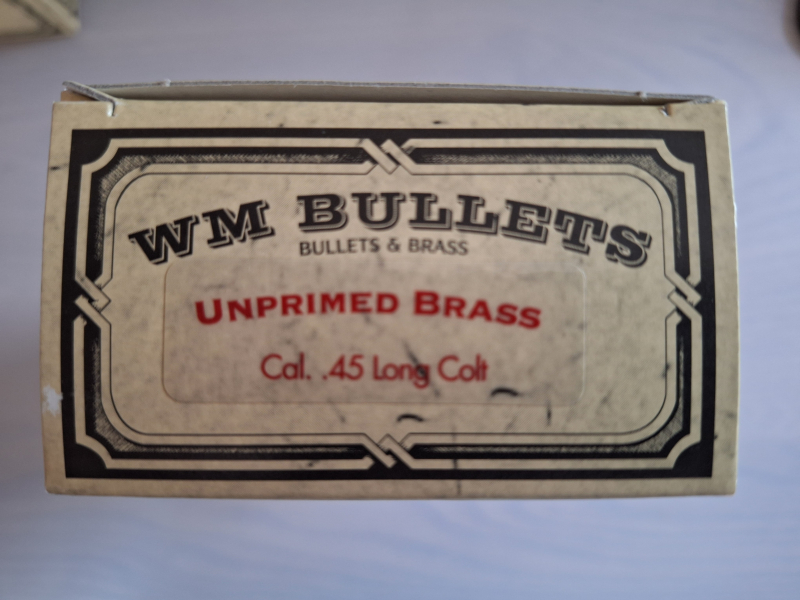 WM BULLETS
BULLETS & BRASS
UNPRIMED BRASS
Cal. .45 Long Colt